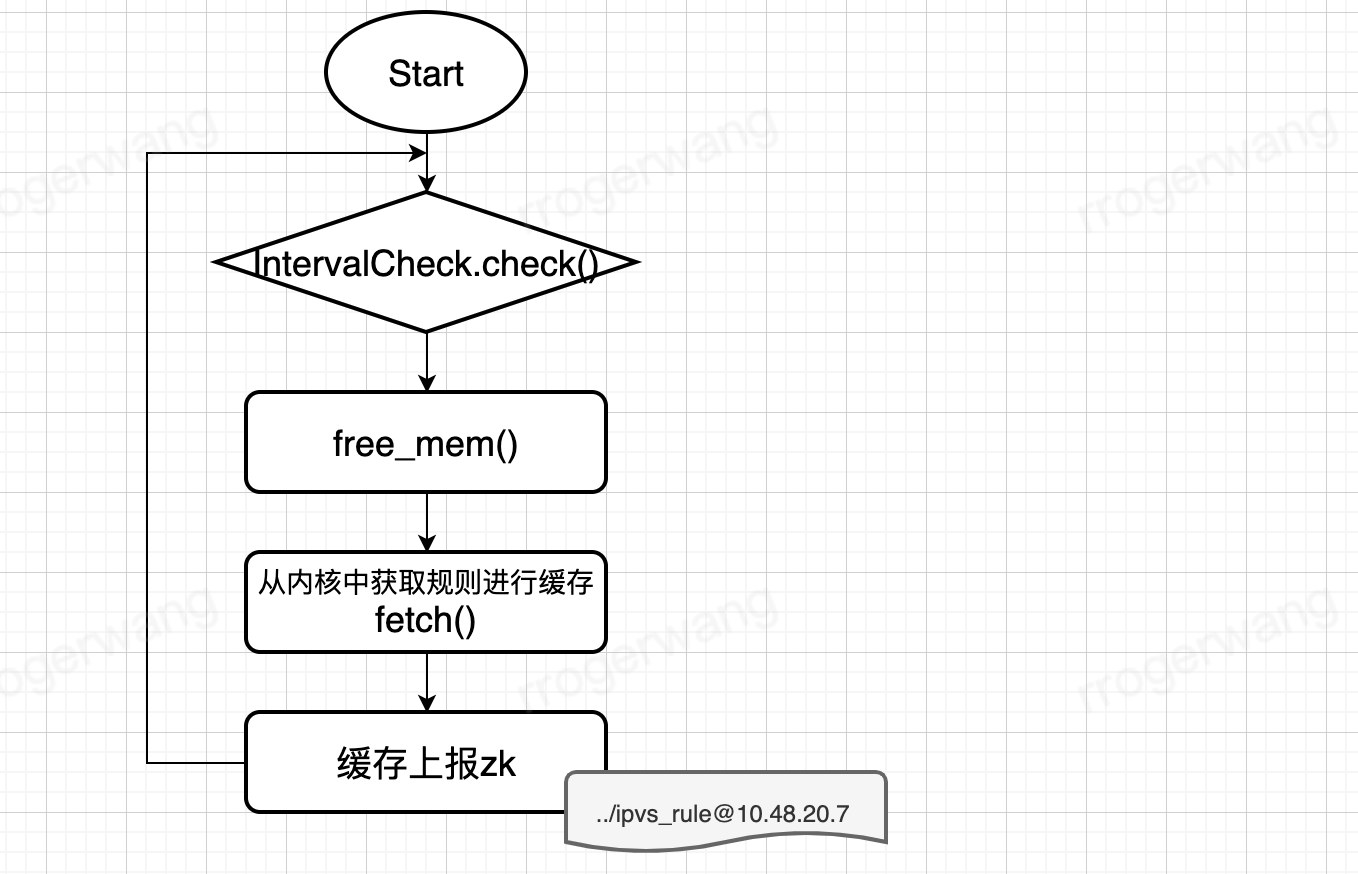 Start
rrogerwang
rrogerwang
rrogerwang
IntervalCheck.check()
free_mem()
从内核中获取规则进行缓存
fetch()
rrogerwang
rrogerwang
rrogerwang
缓存上报zk
../ipvs_rule@10.48.20.7